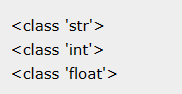 <class 'str'>
<class 'int'>
<class 'float'>